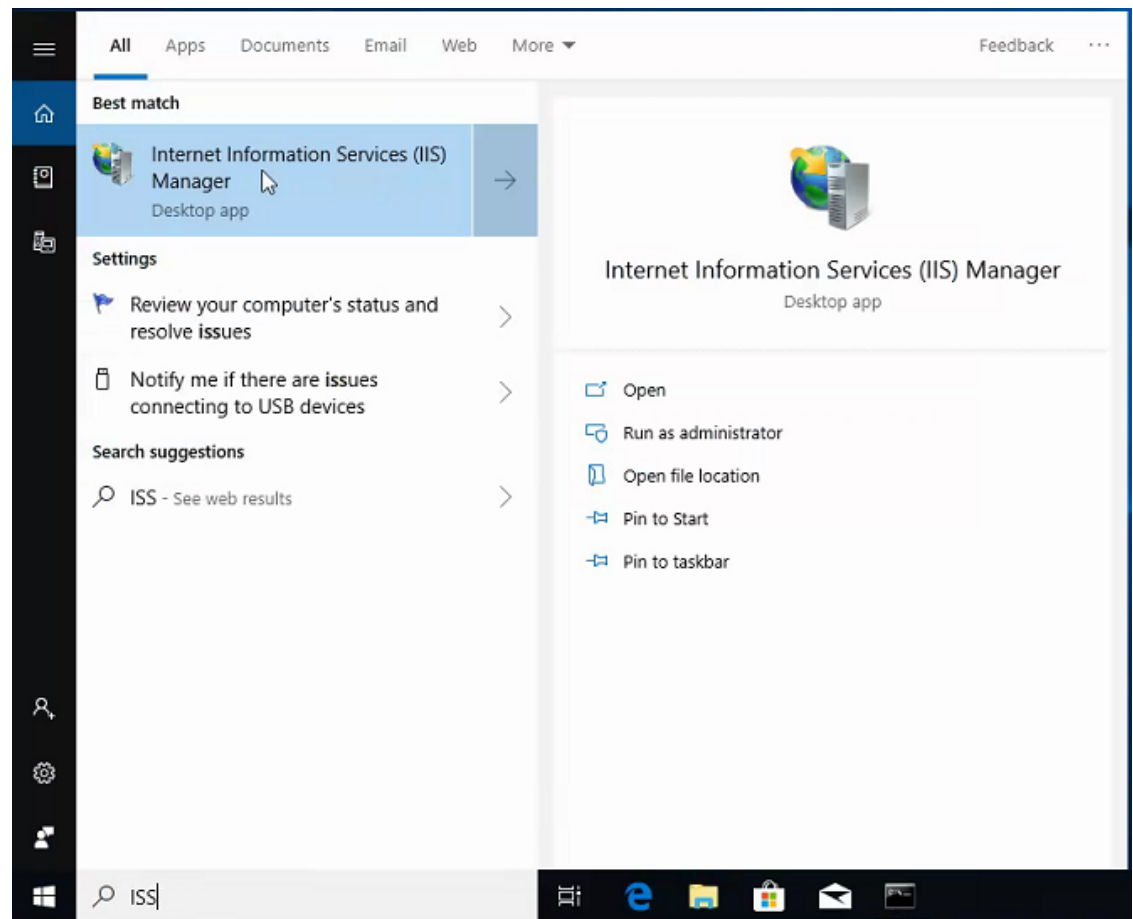 All Apps Documents Email Web More Feedback ...
Best match
Internet Information Services (IIS)
Manager
Desktop app
Settings
Review your computer's status and
resolve issues
Notify me if there are issues
connecting to USB devices
Search suggestions
ISS - See web results
Internet Information Services (IIS) Manager
Desktop app
Open
Run as administrator
Open file location
Pin to Start
Pin to taskbar
ISS